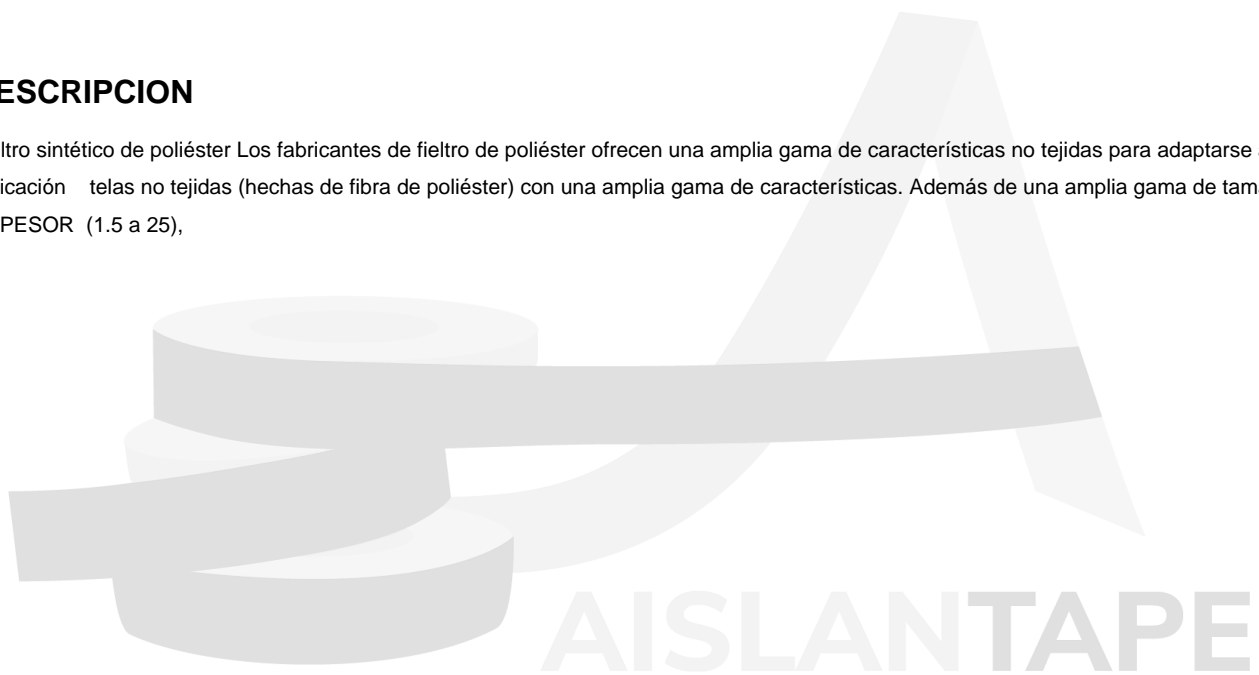 ESCRIPCION
ltro sintético de poliéster Los fabricantes de fieltro de poliéster ofrecen una amplia gama de características no tejidas para adaptarse
icación telas no tejidas (hechas de fibra de poliéster) con una amplia gama de características. Además de una amplia gama de tam
PESOR (1.5 a 25),
AISLANTAPE